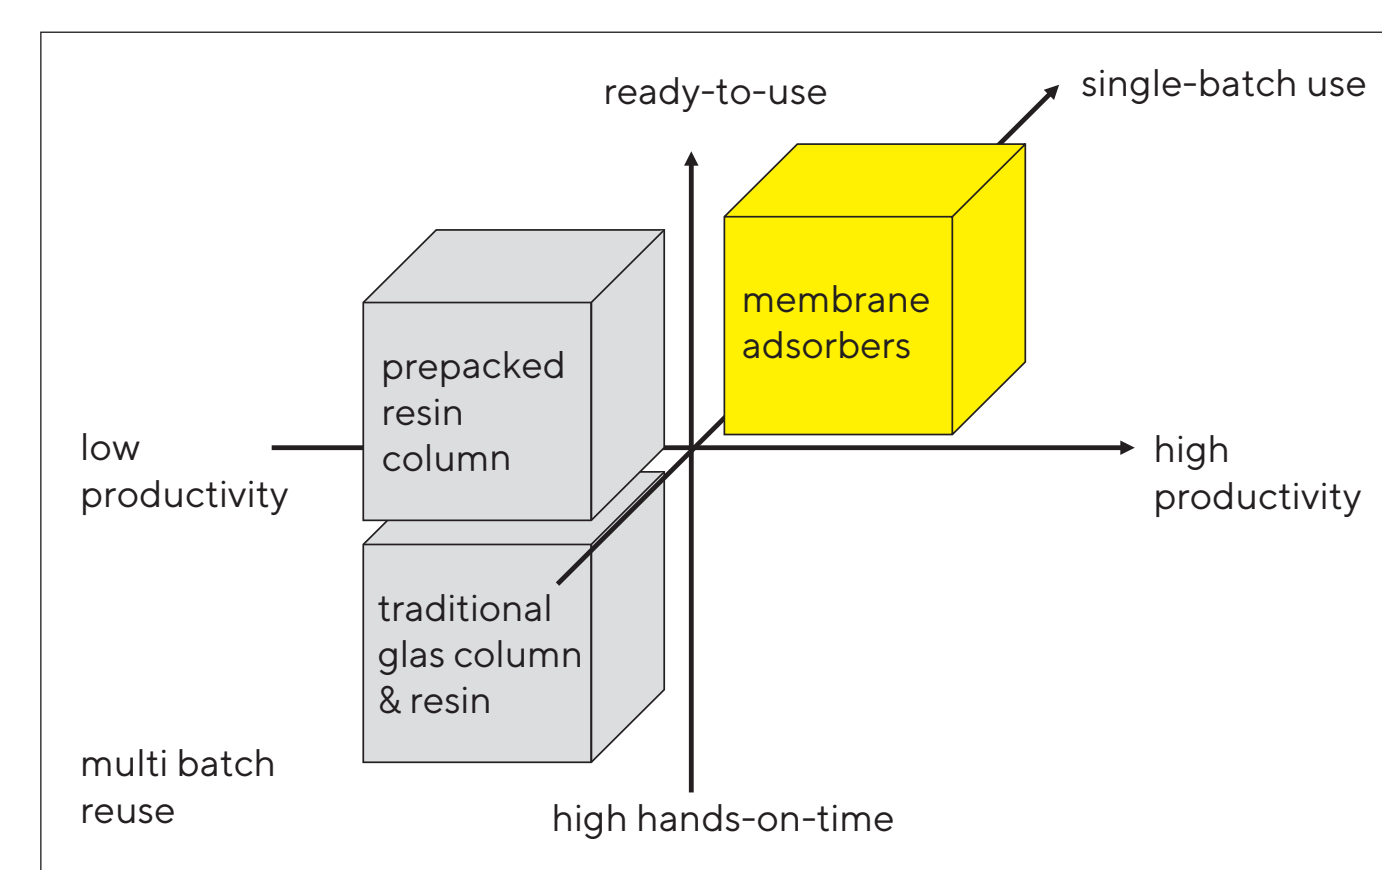 ready-to-use
single-batch use
membrane
adsorbers
prepacked
resin
column
low
productivity
high
productivity
traditional
glas column
& resin
multi batch
reuse
high hands-on-time